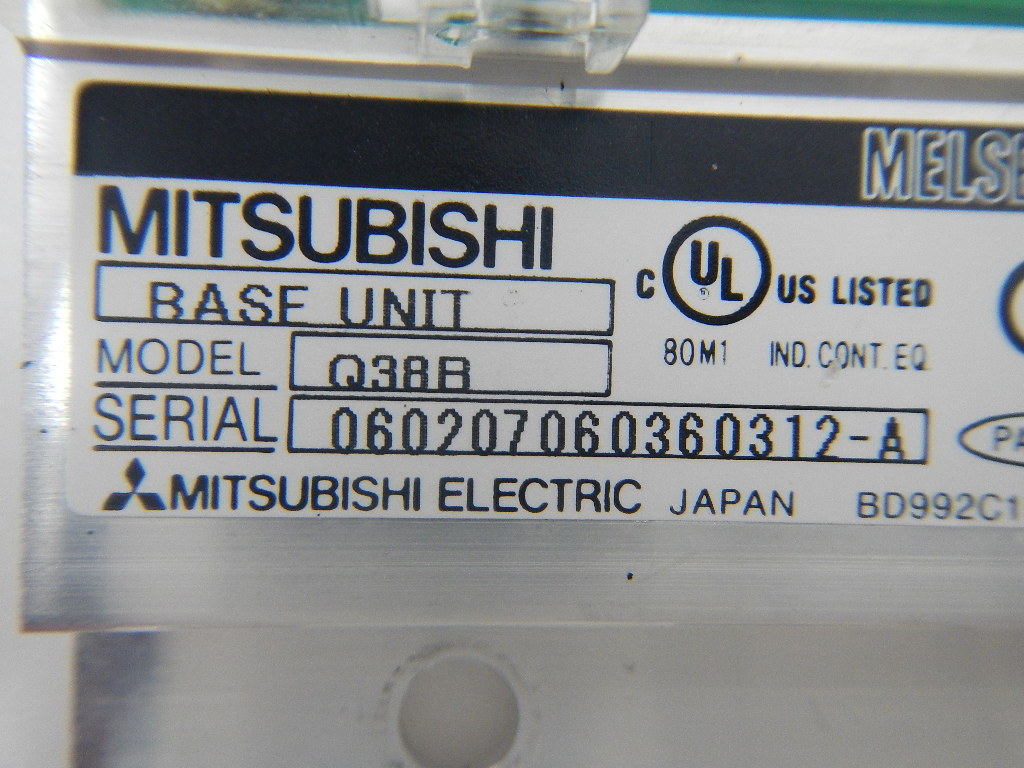 MELSE
MITSUBISHI
BASE UNIT
C UL US LISTED
80M1 IND. CONT. EQ.
MODEL Q38B
SERIAL 060207060360312-A
PA
MITSUBISHI ELECTRIC JAPAN BD992C1